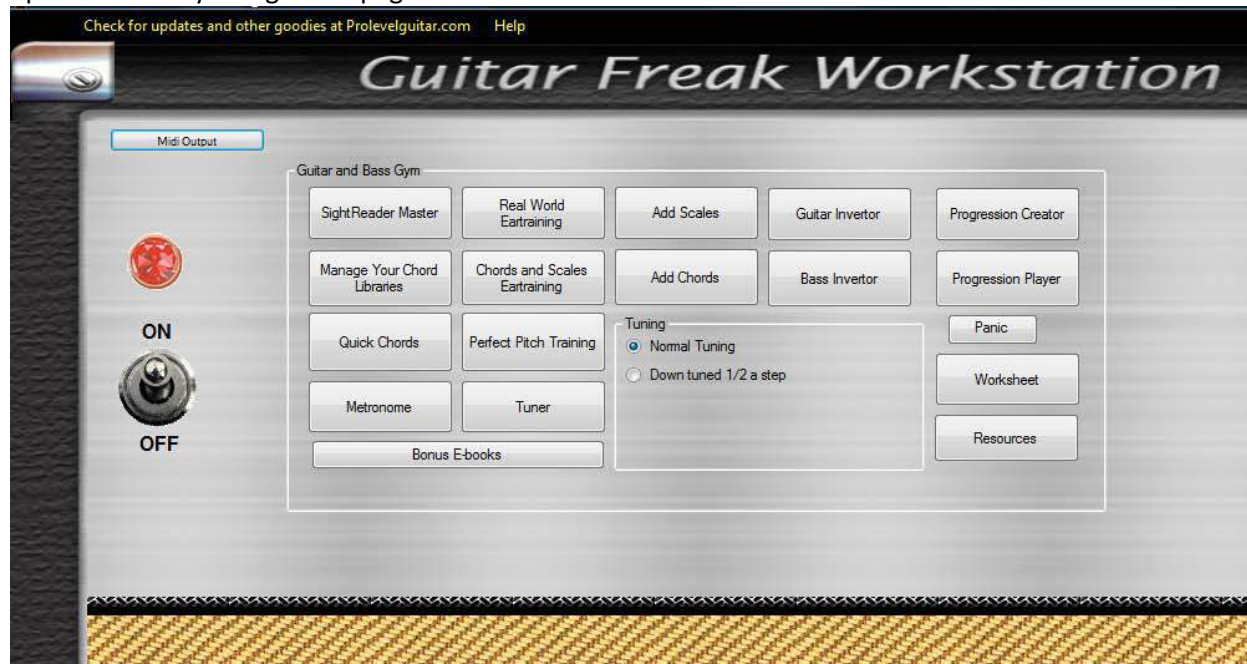 Check for updates and other goodies at Prolevelguitar.com Help
Guitar Freak Workstation
Midi Output
Guitar and Bass Gym
SightReader Master
Real World
Eartraining
Add Scales
Guitar Invertor
Progression Creator
Manage Your Chord
Libraries
Chords and Scales
Eartraining
Add Chords
Bass Invertor
Progression Player
ON
Quick Chords
Perfect Pitch Training
Tuning
Normal Tuning
Down tuned 1/2 a step
Panic
Worksheet
Metronome
Tuner
OFF
Resources
Bonus E-books